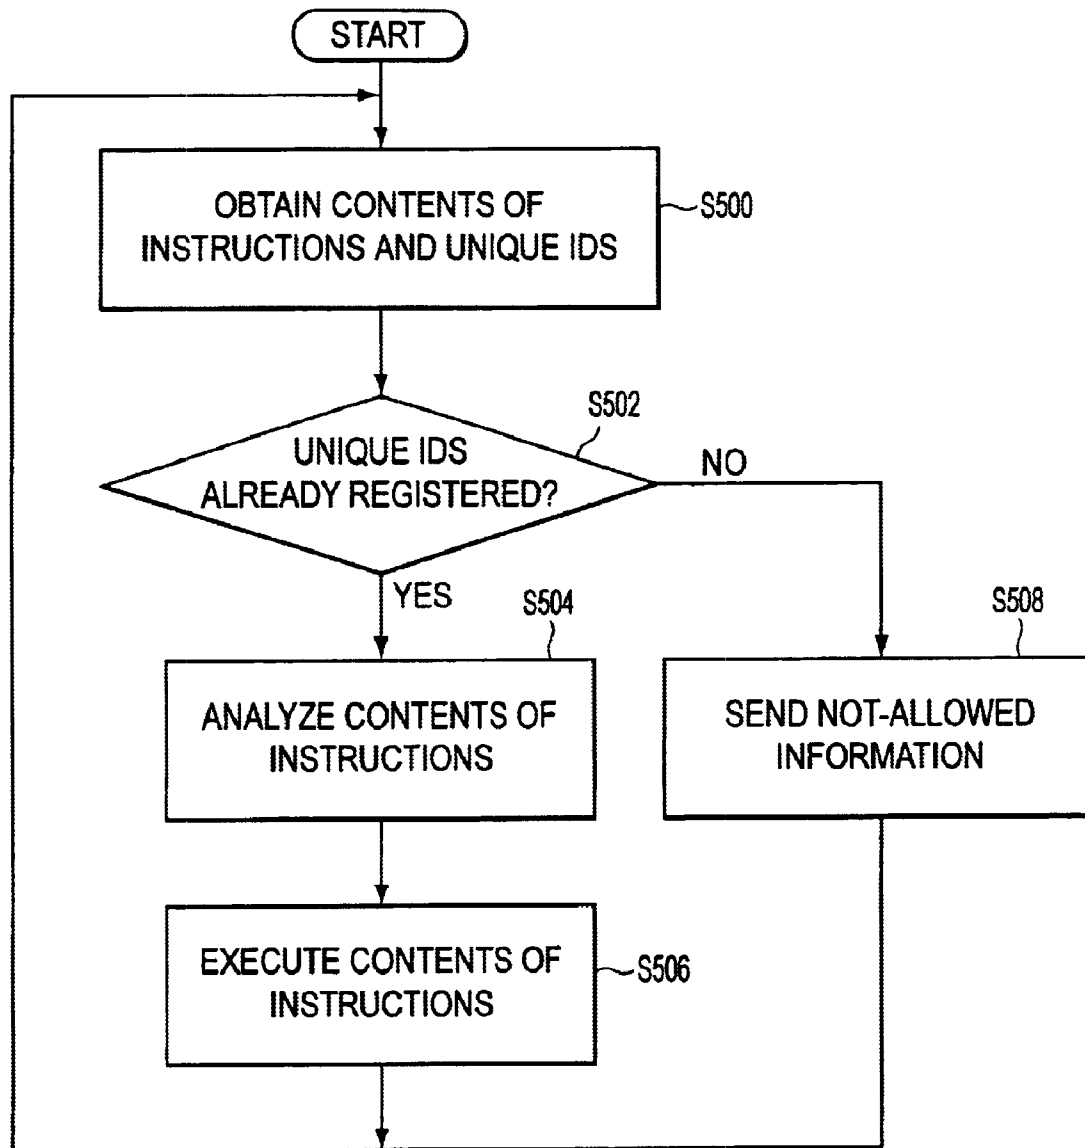 START
OBTAIN CONTENTS OF
INSTRUCTIONS AND UNIQUE IDS
S500
S502
UNIQUE IDS
ALREADY REGISTERED?
NO
YES
S504
S508
ANALYZE CONTENTS OF
INSTRUCTIONS
SEND NOT-ALLOWED
INFORMATION
EXECUTE CONTENTS OF
INSTRUCTIONS
S506